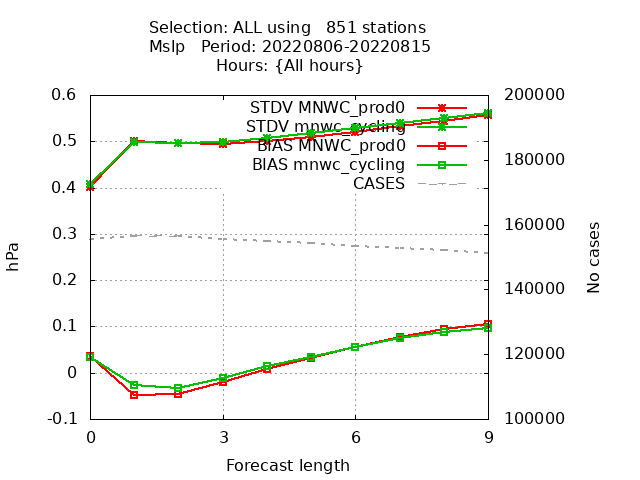 Selection: ALL using   851 stations
Mslp   Period: 20220806-20220815
Hours: {All hours}
0.6
0.5
0.4
0.3
0.2
0.1
0
-0.1
hPa
STDV MNWC_prod0
STDV mnwc_cycling
BIAS MNWC_prod0
BIAS mnwc_cycling
CASES
200000
180000
160000
140000
120000
100000
No cases
0 3 6 9
Forecast length